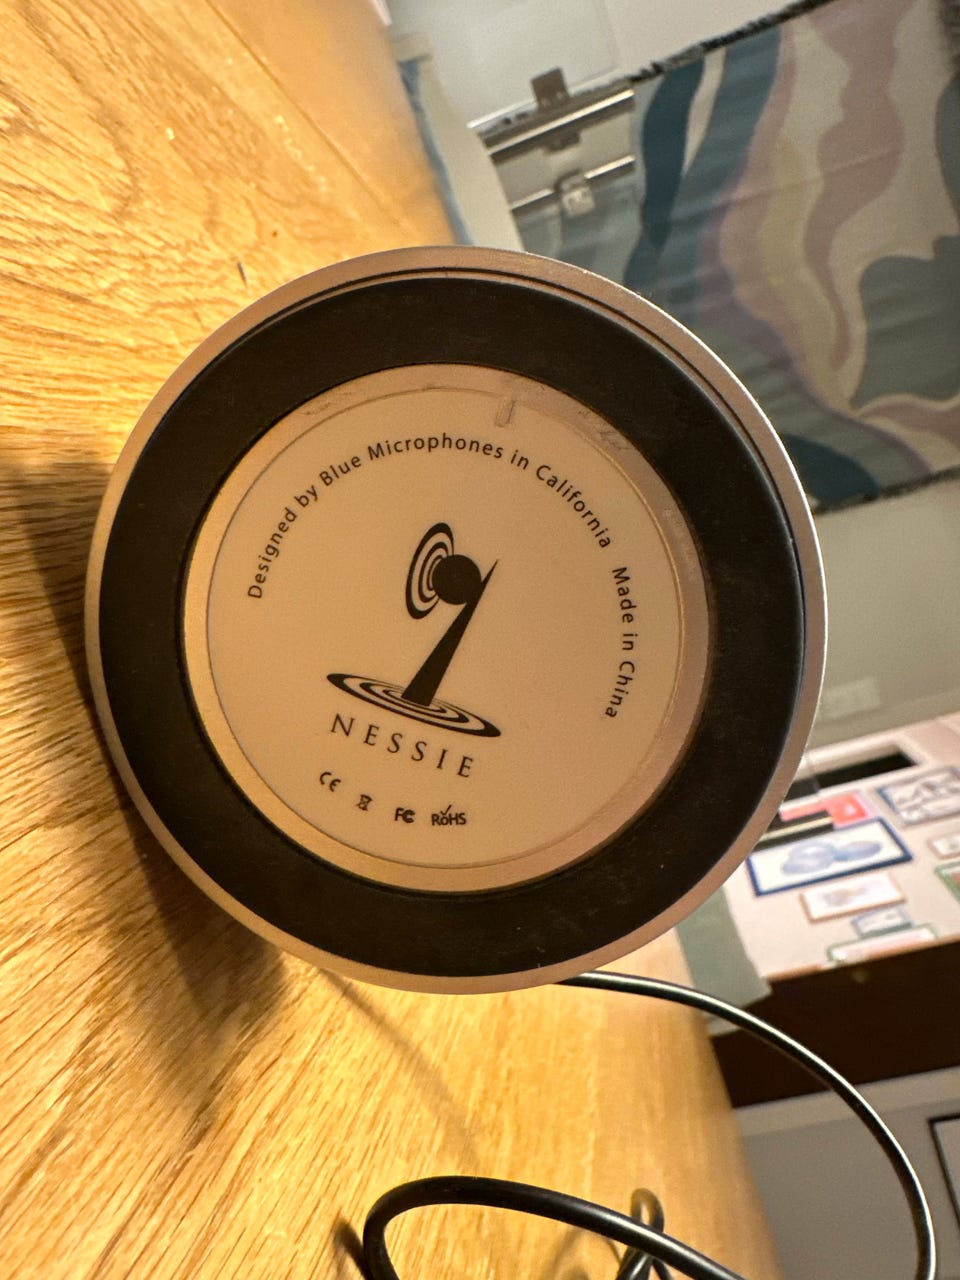 Designed by Blue Microphones in California Made in China
NESSIE
CE FC RoHS